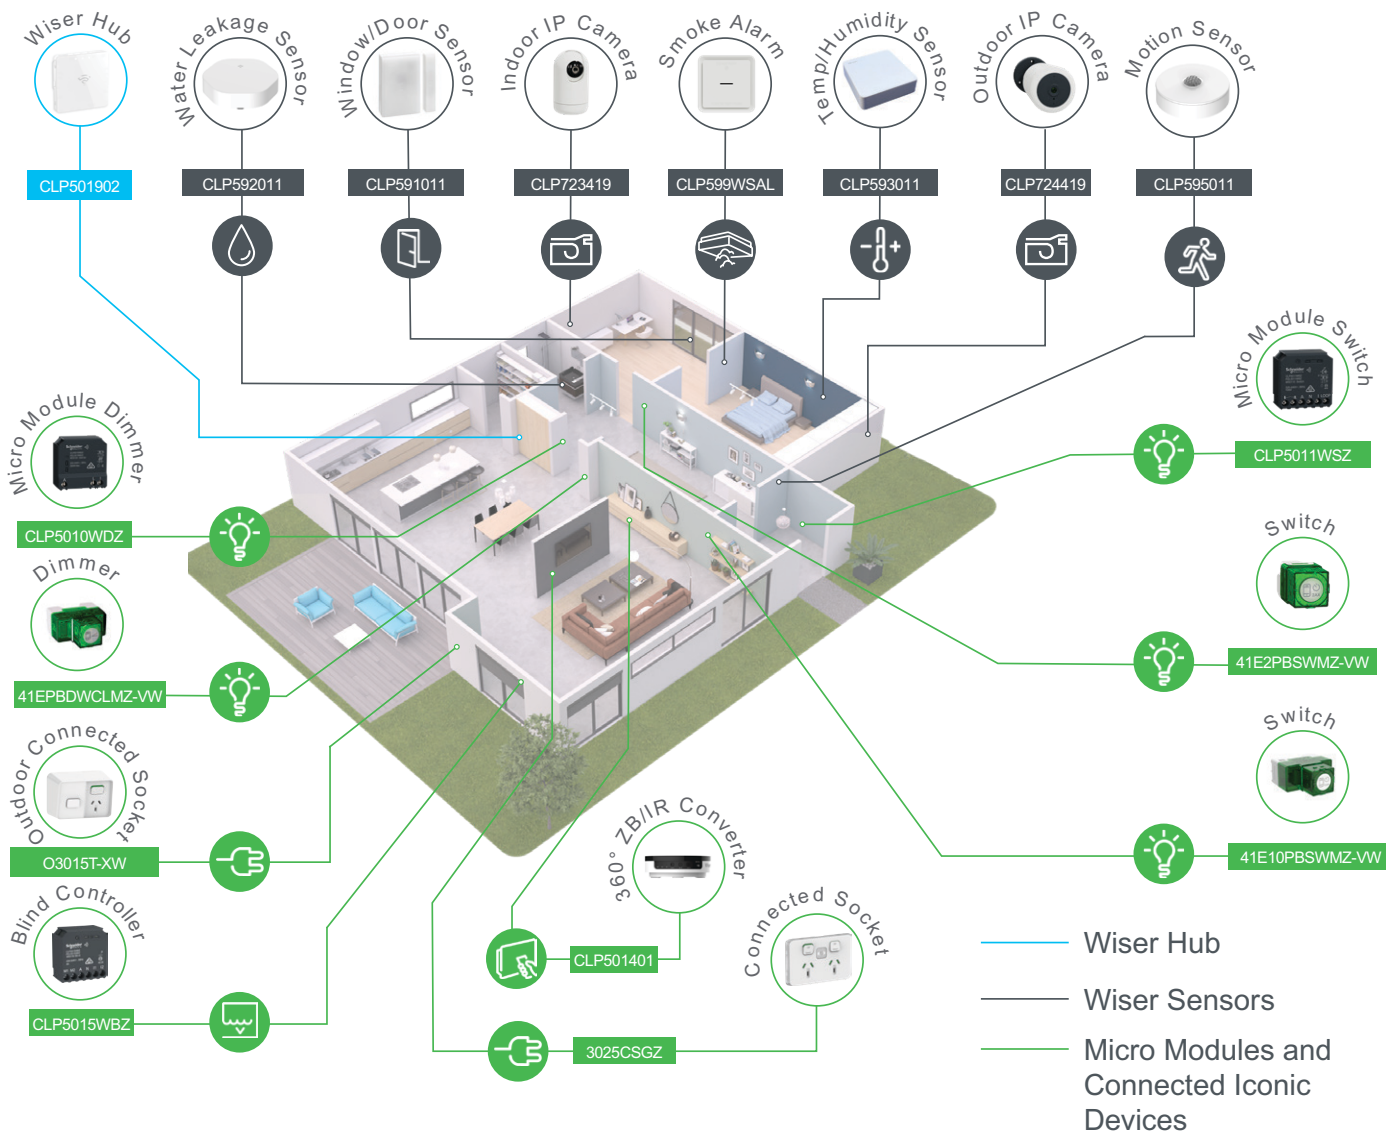 Wiser Hub
Water Leakage Sensor
Window/Door Sensor
Indoor IP Camera
Smoke Alarm
Temp/Humidity Sensor
Outdoor IP Camera
Motion Sensor
CLP501902
CLP592011
CLP591011
CLP723419
CLP599WSAL
CLP593011
CLP724419
CLP595011
Micro Module Switch
Schneider
CLP5011WSZ
Micro Module Dimmer
Schneider
CLP5010WDZ
Switch
41E2PBSWMZ-VW
Dimmer
41EPBDWCLMZ-VW
Switch
41E10PBSWMZ-VW
Outdoor Connected Socket
O3015T-XW
360° ZB/IR Converter
CLP501401
Blind Controller
CLP5015WBZ
Connected Socket
3025CSGZ
Wiser Hub
Wiser Sensors
Micro Modules and
Connected Iconic
Devices